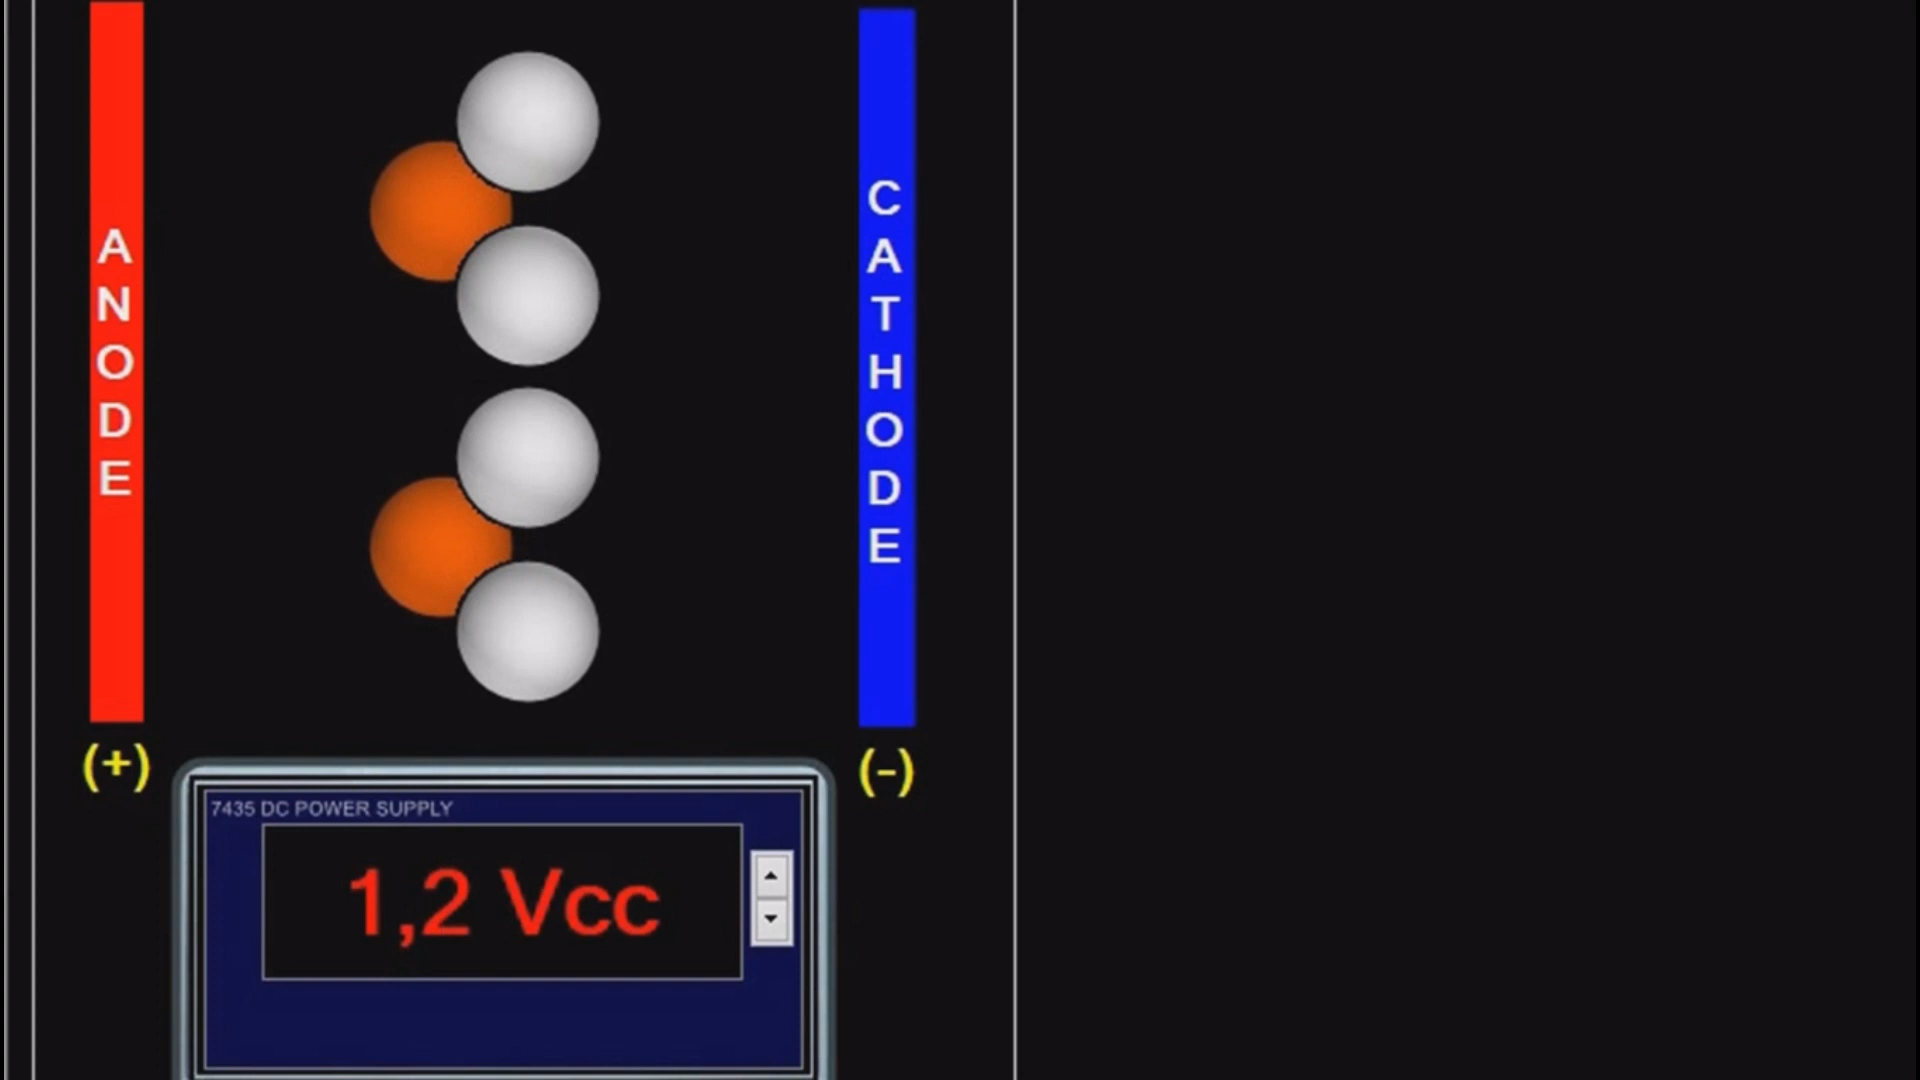 ANODE
CATHODE
(+)
(-)
7435 DC POWER SUPPLY
1,2 Vcc